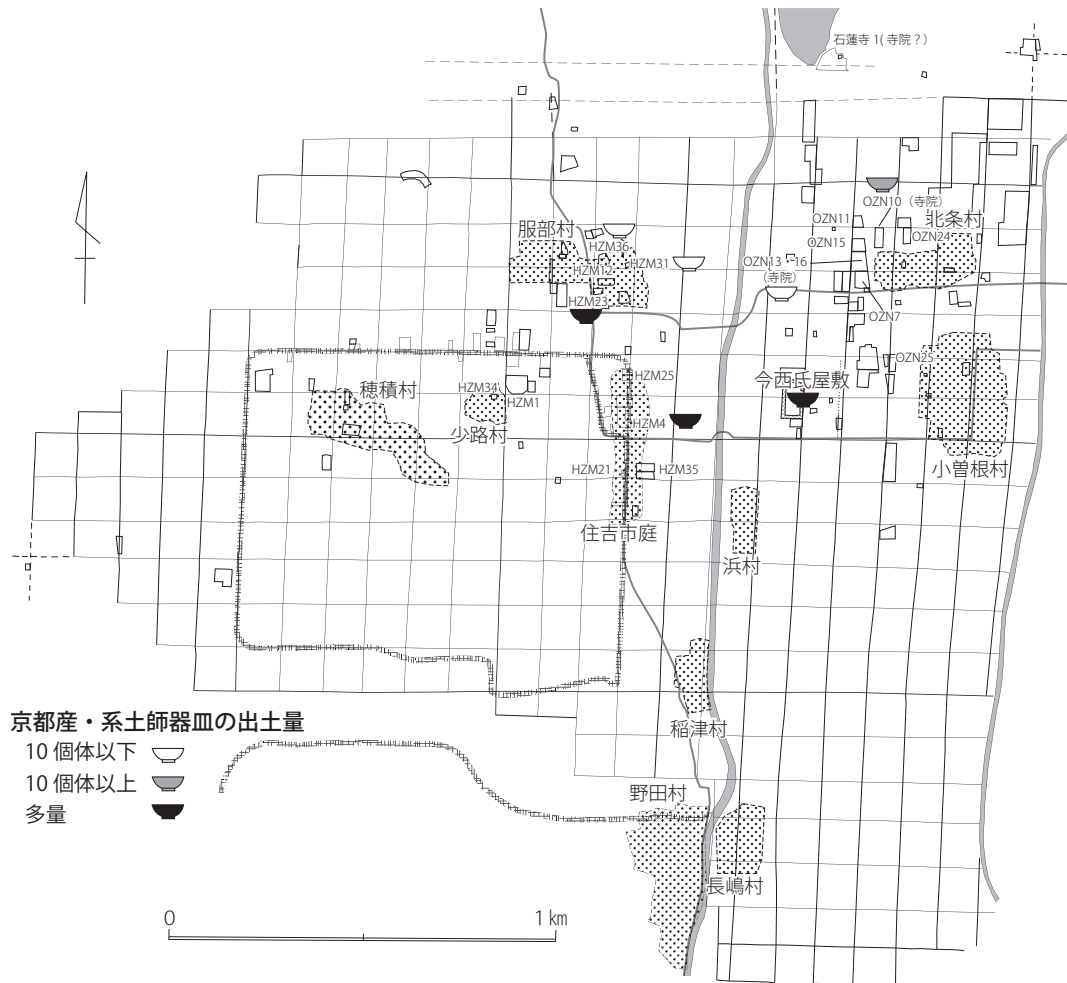 石蓮寺 1( 寺院？)
OZN10（寺院）
OZN11
北条村
服部村
OZN24
HZM36
OZN15
HZM31
OZN13・16
（寺院）
HZM12
HZM23
OZN7
OZN25
HZM25
今西氏屋敷
穂積村
HZM34
HZM1
HZM4
少路村
HZM21
HZM35
小曽根村
住吉市庭
浜村
京都産・系土師器皿の出土量
10 個体以下
10 個体以上
多量
稲津村
野田村
長嶋村
0
1 km